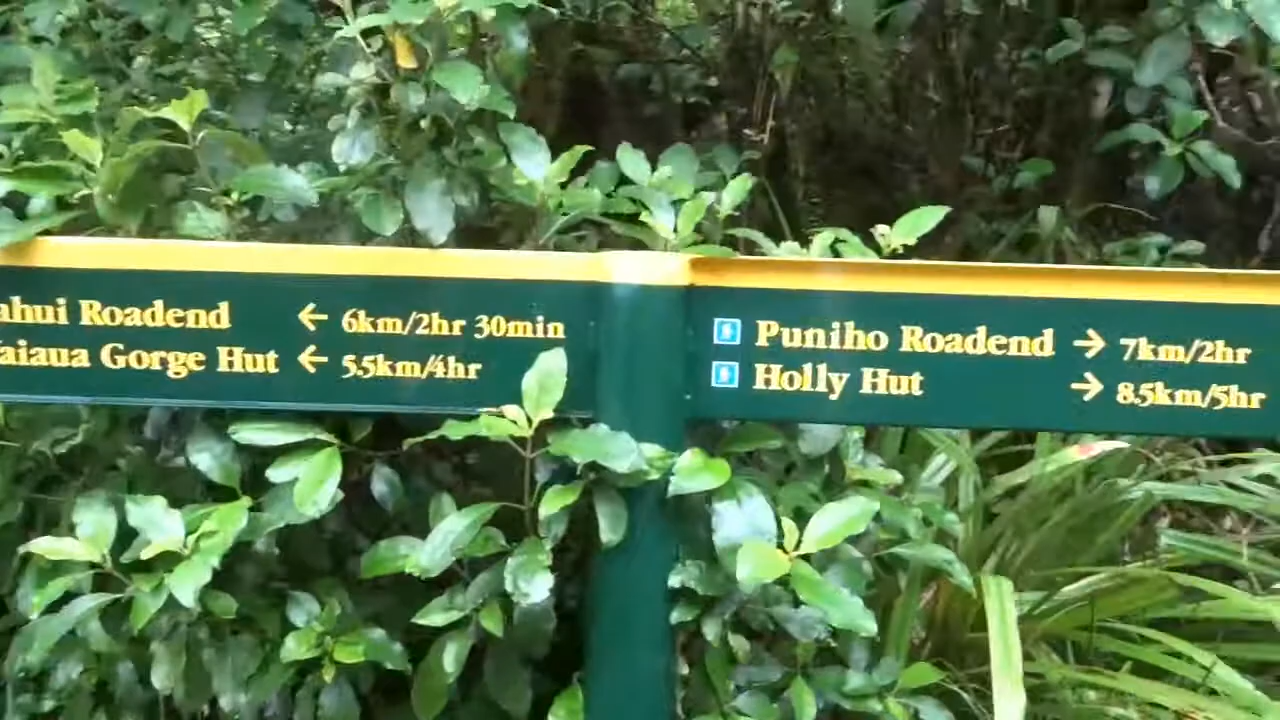 ahui Roadend ← 6km/2hr 30min
aiaua Gorge Hut ← 5.5km/4hr
Puniho Roadend → 7km/2hr
Holly Hut → 8.5km/5hr